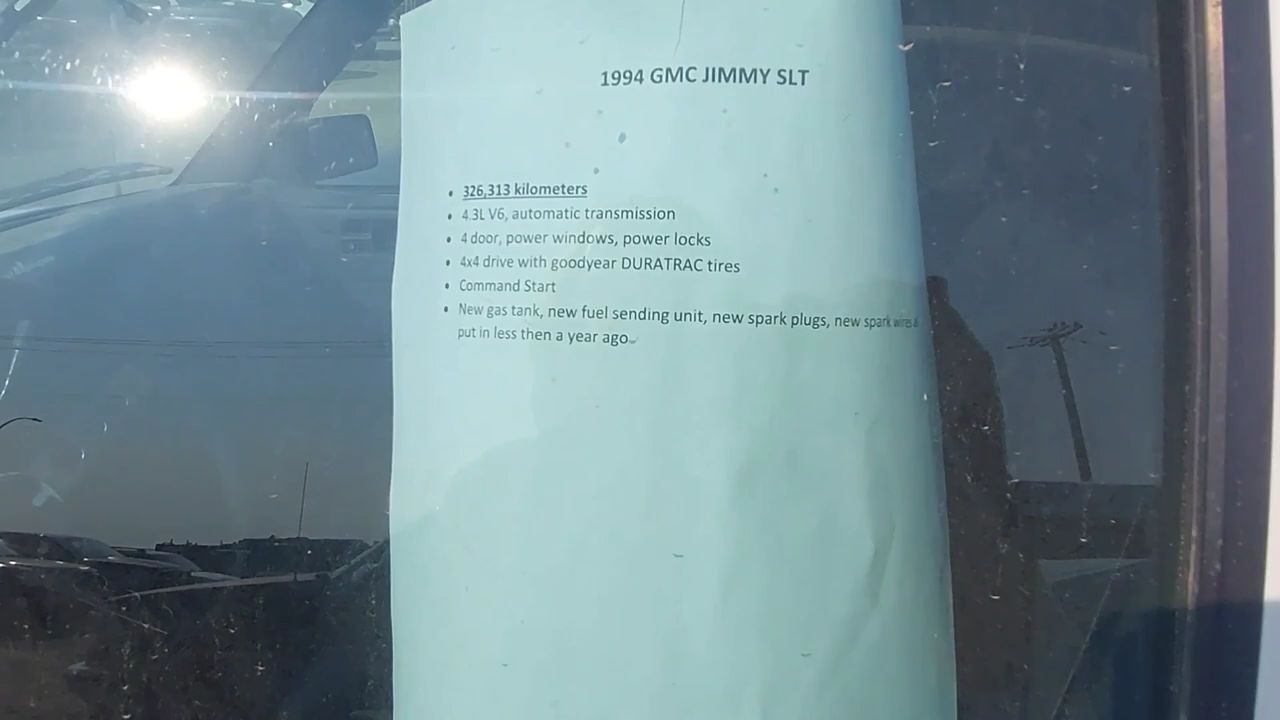 1994 GMC JIMMY SLT
• 326,313 kilometers
• 4.3L V6, automatic transmission
• 4 door, power windows, power locks
• 4x4 drive with goodyear DURATRAC tires
• Command Start
• New gas tank, new fuel sending unit, new spark plugs, new spark wires
put in less then a year ago